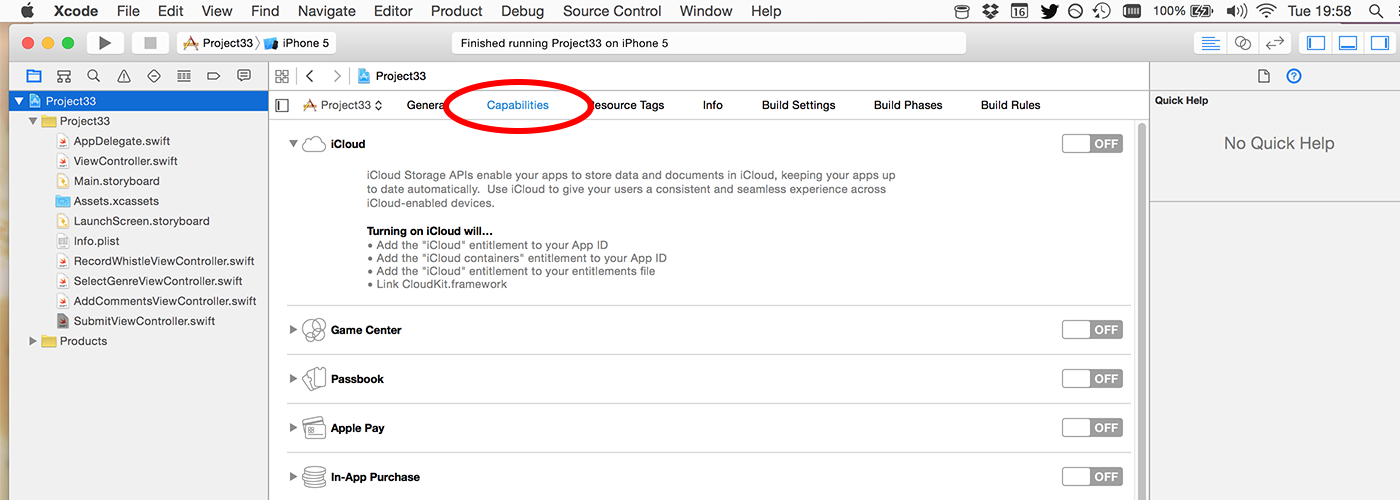 Xcode File Edit View Find Navigate Editor Product Debug Source Control Window Help 16 100% Tue 19:58
Project33 iPhone 5 Finished running Project33 on iPhone 5
Project33
Quick Help
No Quick Help
Project33
Project33
AppDelegate.swift
ViewController.swift
Main.storyboard
Assets.xcassets
LaunchScreen.storyboard
Info.plist
RecordWhistleViewController.swift
SelectGenreViewController.swift
AddCommentsViewController.swift
SubmitViewController.swift
Products
Project33 Genera Capabilities esource Tags Info Build Settings Build Phases Build Rules
iCloud OFF
iCloud Storage APIs enable your apps to store data and documents in iCloud, keeping your apps up
to date automatically. Use iCloud to give your users a consistent and seamless experience across
iCloud-enabled devices.
Turning on iCloud will…
• Add the "iCloud" entitlement to your App ID
• Add the "iCloud containers" entitlement to your App ID
• Add the "iCloud" entitlement to your entitlements file
• Link CloudKit.framework
Game Center OFF
Passbook OFF
Apple Pay OFF
In-App Purchase OFF